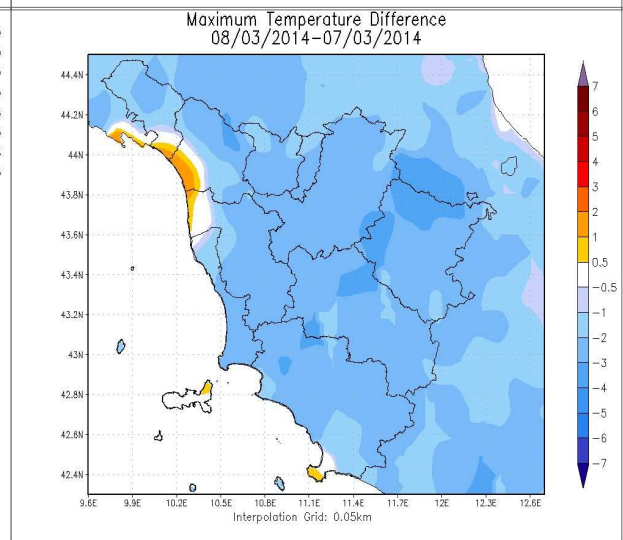 Maximum Temperature Difference
08/03/2014-07/03/2014
44.4N
44.2N
44N
43.8N
43.6N
43.4N
43.2N
43N
42.8N
42.6N
42.4N
9.6E 9.9E 10.2E 10.5E 10.8E 11.1E 11.4E 11.7E 12E 12.3E 12.6E
Interpolation Grid: 0.05km
7
6
5
4
3
2
1
0.5
-0.5
-1
-2
-3
-4
-5
-6
-7